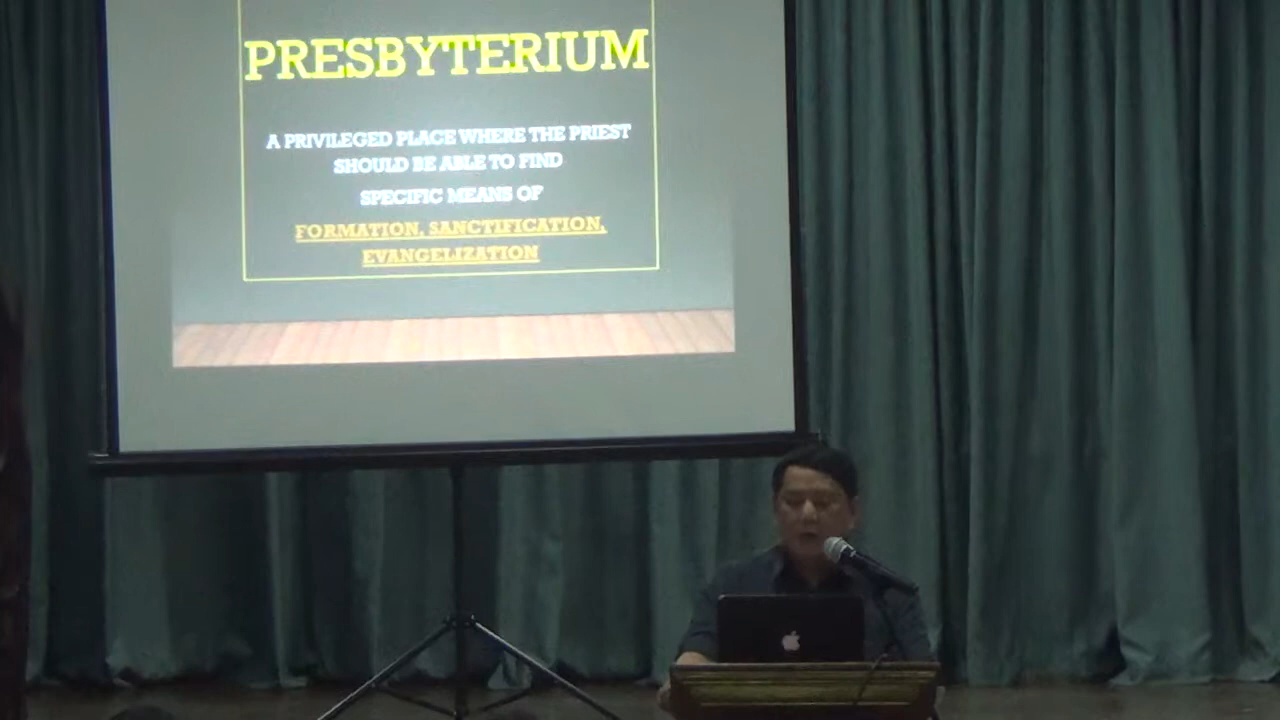 PRESBYTERIUM
A PRIVILEGED PLACE WHERE THE PRIEST
SHOULD BE ABLE TO FIND
SPECIFIC MEANS OF
FORMATION, SANCTIFICATION,
EVANGELIZATION